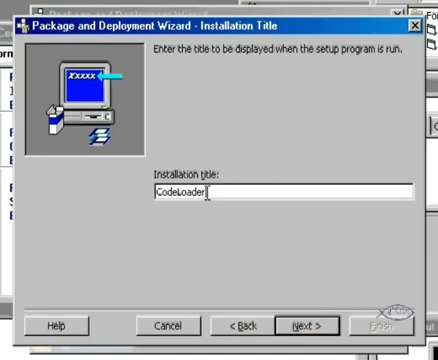 Package and Deployment Wizard - Installation Title
Enter the title to be displayed when the setup program is run.
Installation title:
CodeLoader
Help
Cancel
< Back
Next >
Finish